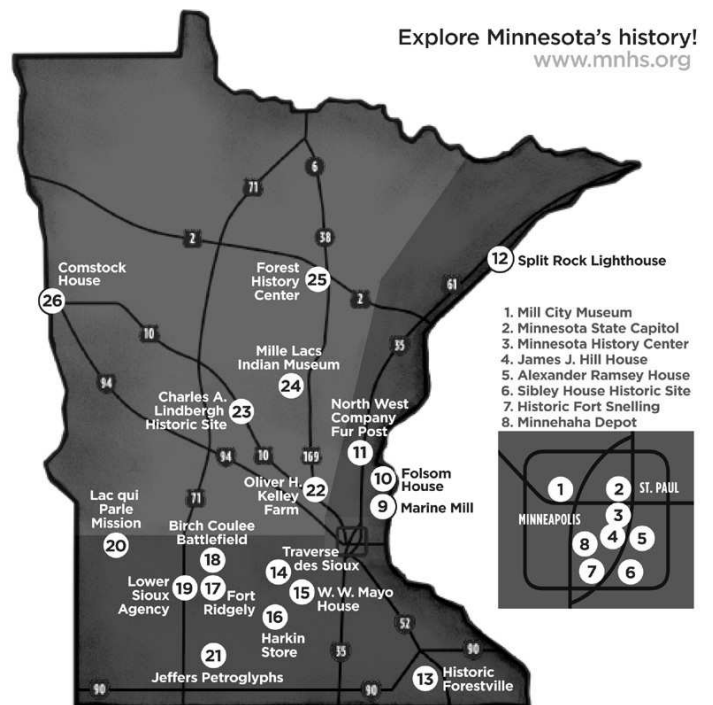 Explore Minnesota's history!
www.mnhs.org
6
71
2
38
12 Split Rock Lighthouse
Comstock
House
26
Forest
History
Center
25
2
61
10
35
1. Mill City Museum
2. Minnesota State Capitol
3. Minnesota History Center
4. James J. Hill House
5. Alexander Ramsey House
6. Sibley House Historic Site
7. Historic Fort Snelling
8. Minnehaha Depot
Mille Lacs
Indian Museum
24
94
Charles A.
Lindbergh
Historic Site
23
North West
Company
Fur Post
11
94
10
169
10
Folsom
House
9 Marine Mill
Oliver H.
Kelley
Farm
22
71
Lac qui
Parle
Mission
20
Birch Coulee
Battlefield
18
Traverse
des Sioux
14
Lower
Sioux
Agency
19
17
Fort
Ridgely
15
W. W. Mayo
House
16
Harkin
Store
52
35
90
21
Jeffers Petroglyphs
13
Historic
Forestville
90
90
1
2
ST. PAUL
MINNEAPOLIS
3
8
4
5
7
6